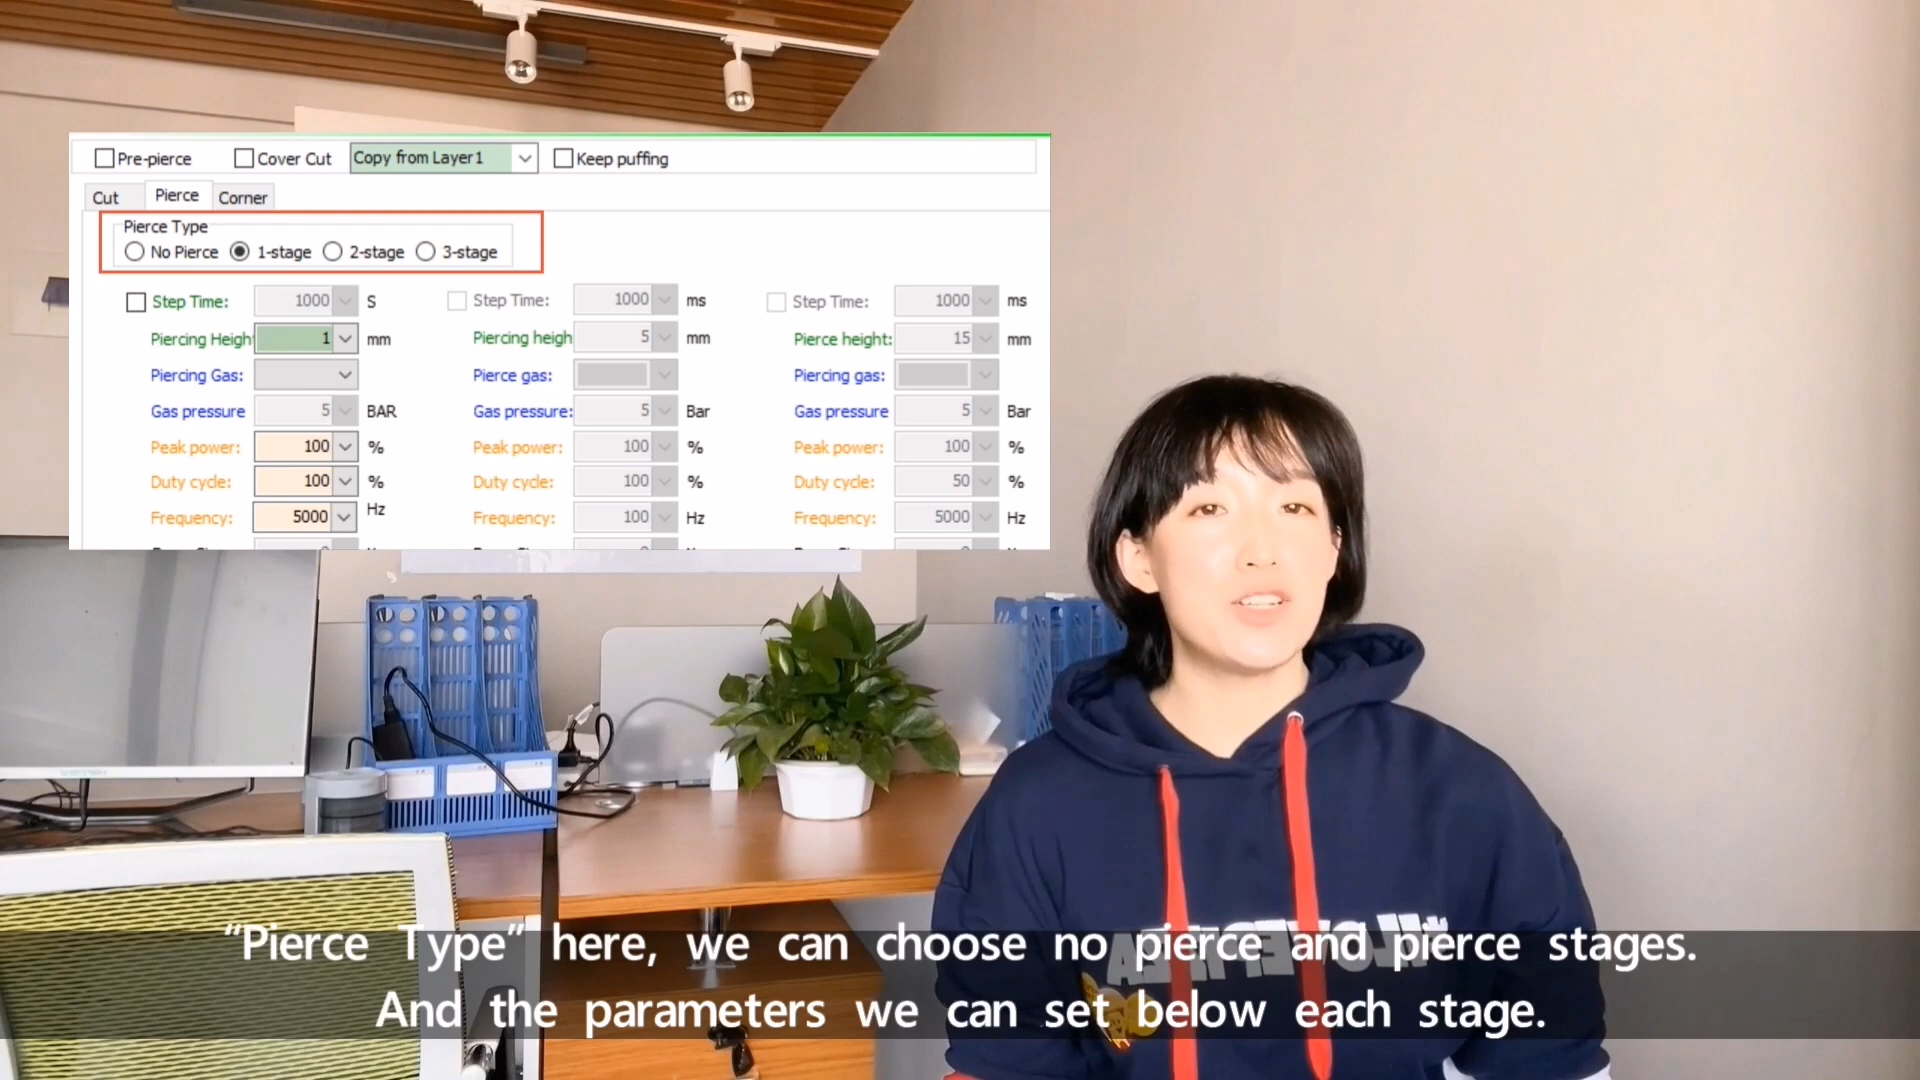 Pre-pierce Cover Cut Copy from Layer1 Keep puffing
Cut Pierce Corner
Pierce Type
No Pierce 1-stage 2-stage 3-stage
Step Time: 1000 S Step Time: 1000 ms Step Time: 1000 ms
Piercing Heigh 1 mm Piercing heigh 5 mm Pierce height: 15 mm
Piercing Gas: Pierce gas: Piercing gas:
Gas pressure 5 BAR Gas pressure: 5 Bar Gas pressure 5 Bar
Peak power: 100 % Peak power: 100 % Peak power: 100 %
Duty cycle: 100 % Duty cycle: 100 % Duty cycle: 50 %
Frequency: 5000 Hz Frequency: 100 Hz Frequency: 5000 Hz
“Pierce Type” here, we can choose no pierce and pierce stages.
And the parameters we can set below each stage.